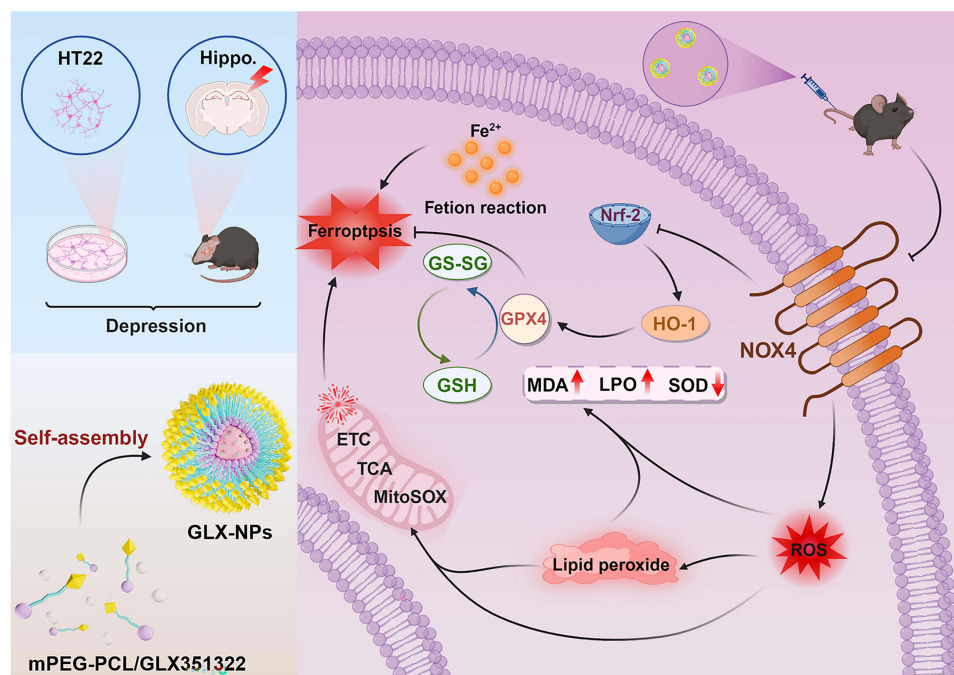 HT22
Hippo.
Depression
Self-assembly
GLX-NPs
mPEG-PCL/GLX351322
Fe²⁺
Fetion reaction
Ferroptpsis
GS-SG
GPX4
GSH
Nrf-2
HO-1
NOX4
MDA LPO SOD
ETC
TCA
MitoSOX
Lipid peroxide
ROS